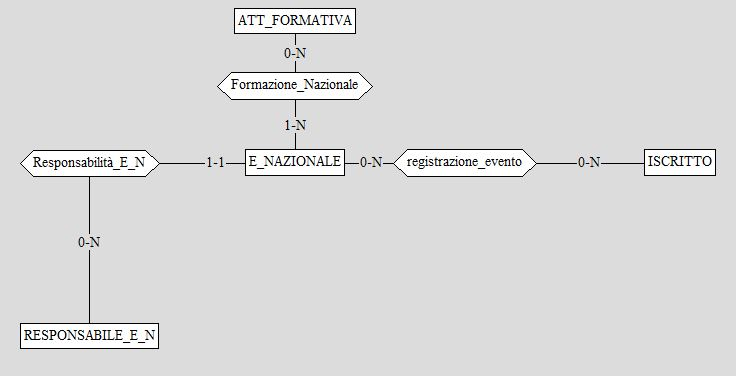 ATT_FORMATIVA
0-N
Formazione_Nazionale
1-N
Responsabilità_E_N
1-1
E_NAZIONALE
0-N
registrazione_evento
0-N
ISCRITTO
0-N
RESPONSABILE_E_N